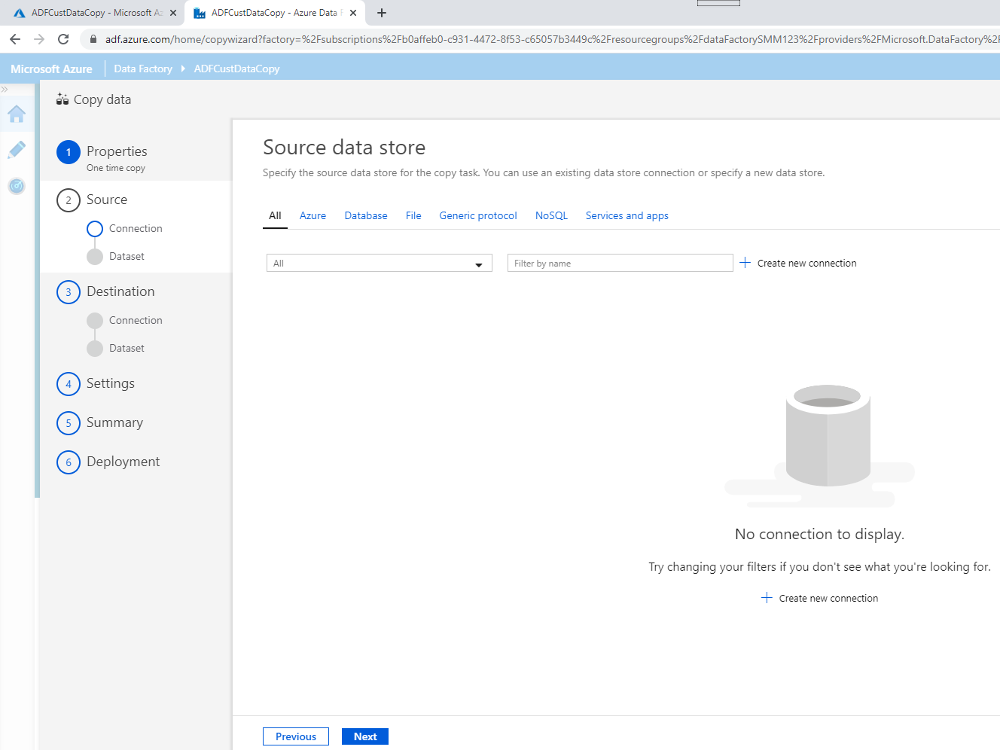 ADFCustDataCopy - Microsoft Az
ADFCustDataCopy - Azure Data F
adf.azure.com/home/copywizard?factory=%2Fsubscriptions%2Fb0affeb0-c931-4472-8f53-c65057b3449c%2Fresourcegroups%2FdataFactorySMM123%2Fproviders%2FMicrosoft.DataFactory%2F
Microsoft Azure
Data Factory
ADFCustDataCopy
Copy data
1 Properties
One time copy
2 Source
Connection
Dataset
3 Destination
Connection
Dataset
4 Settings
5 Summary
6 Deployment
Source data store
Specify the source data store for the copy task. You can use an existing data store connection or specify a new data store.
All Azure Database File Generic protocol NoSQL Services and apps
All
Filter by name
Create new connection
No connection to display.
Try changing your filters if you don't see what you're looking for.
Create new connection
Previous Next